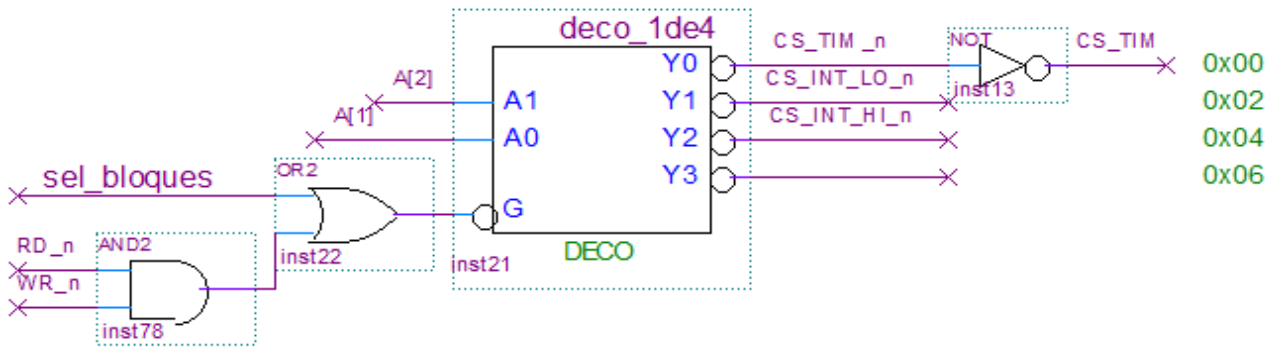 deco_1de4
CS_TIM _n
NOT
CS_TIM
Y0
0x00
A[2]
CS_INT_LO_n
inst13
A1
Y1
0x02
A[1]
CS_INT_HI_n
A0
Y2
0x04
sel_bloques
OR2
Y3
0x06
G
RD_n
AND2
inst22
DECO
inst21
WR_n
inst78